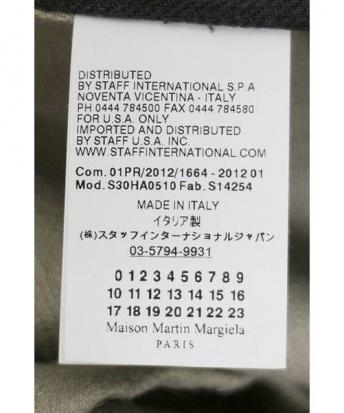 DISTRIBUTED
BY STAFF INTERNATIONAL S.P.A.
NOVENTA VICENTINA - ITALY
PH 0444 784500 FAX 0444 784580
FOR U.S.A. ONLY
IMPORTED AND DISTRIBUTED
BY STAFF U.S.A. INC.
WWW.STAFFINTERNATIONAL.COM
Com. 01PR/2012/1664 - 2012 01
Mod. S30HA0510 Fab. S14254
MADE IN ITALY
イタリア製
(株)スタッフインターナショナルジャパン
03-5794-9931
0 1 2 3 4 5 6 7 8 9
10 11 12 13 14 15 16
17 18 19 20 21 22 23
Maison Martin Margiela
PARIS